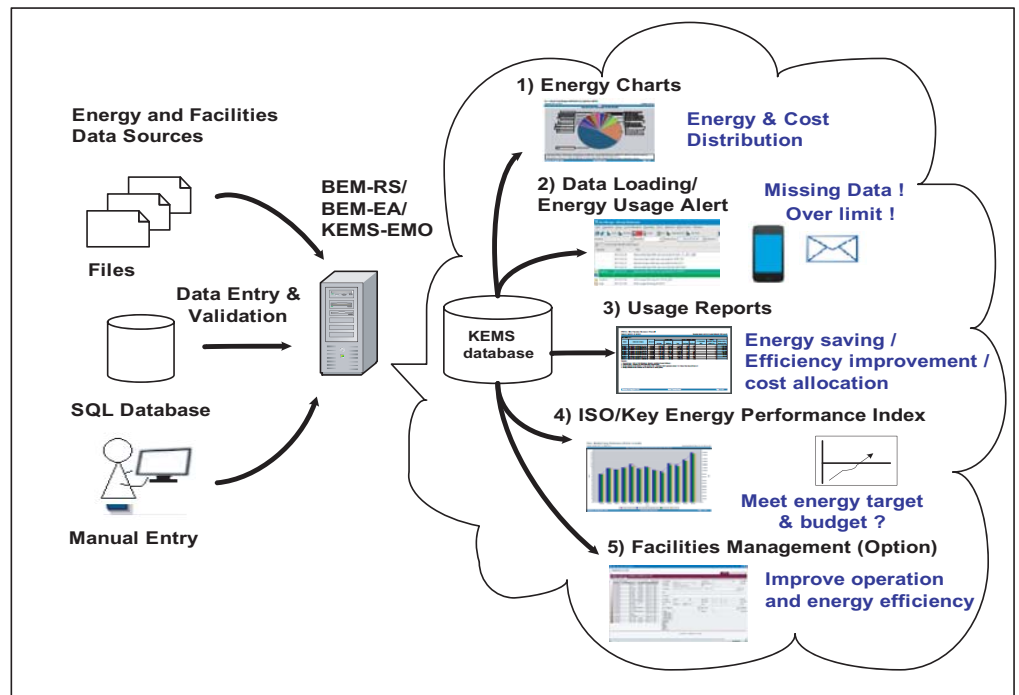 Energy and Facilities
Data Sources
Files
Data Entry &
Validation
SQL Database
Manual Entry
BEM-RS/
BEM-EA/
KEMS-EMO
KEMS
database
1) Energy Charts
Energy & Cost
Distribution
2) Data Loading/
Energy Usage Alert
Missing Data !
Over limit !
3) Usage Reports
Energy saving /
Efficiency improvement /
cost allocation
4) ISO/Key Energy Performance Index
Meet energy target
& budget ?
5) Facilities Management (Option)
Improve operation
and energy efficiency